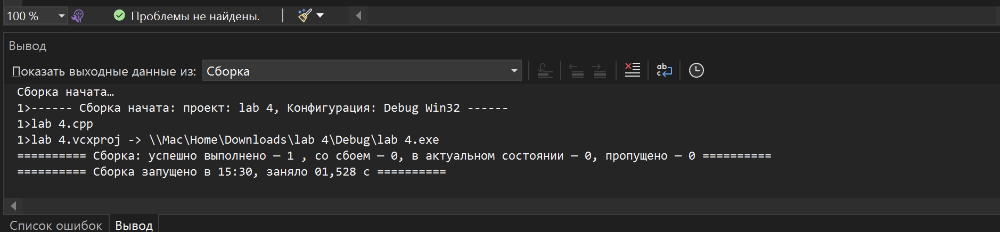 100 %
Проблемы не найдены.
Вывод
Показать выходные данные из: Сборка
Сборка начата…
1>------ Сборка начата: проект: lab 4, Конфигурация: Debug Win32 ------
1>lab 4.cpp
1>lab 4.vcxproj -> \\Mac\Home\Downloads\lab 4\Debug\lab 4.exe
========== Сборка: успешно выполнено — 1 , со сбоем — 0, в актуальном состоянии — 0, пропущено — 0 ==========
========== Сборка запущено в 15:30, заняло 01,528 с ==========
Список ошибок
Вывод